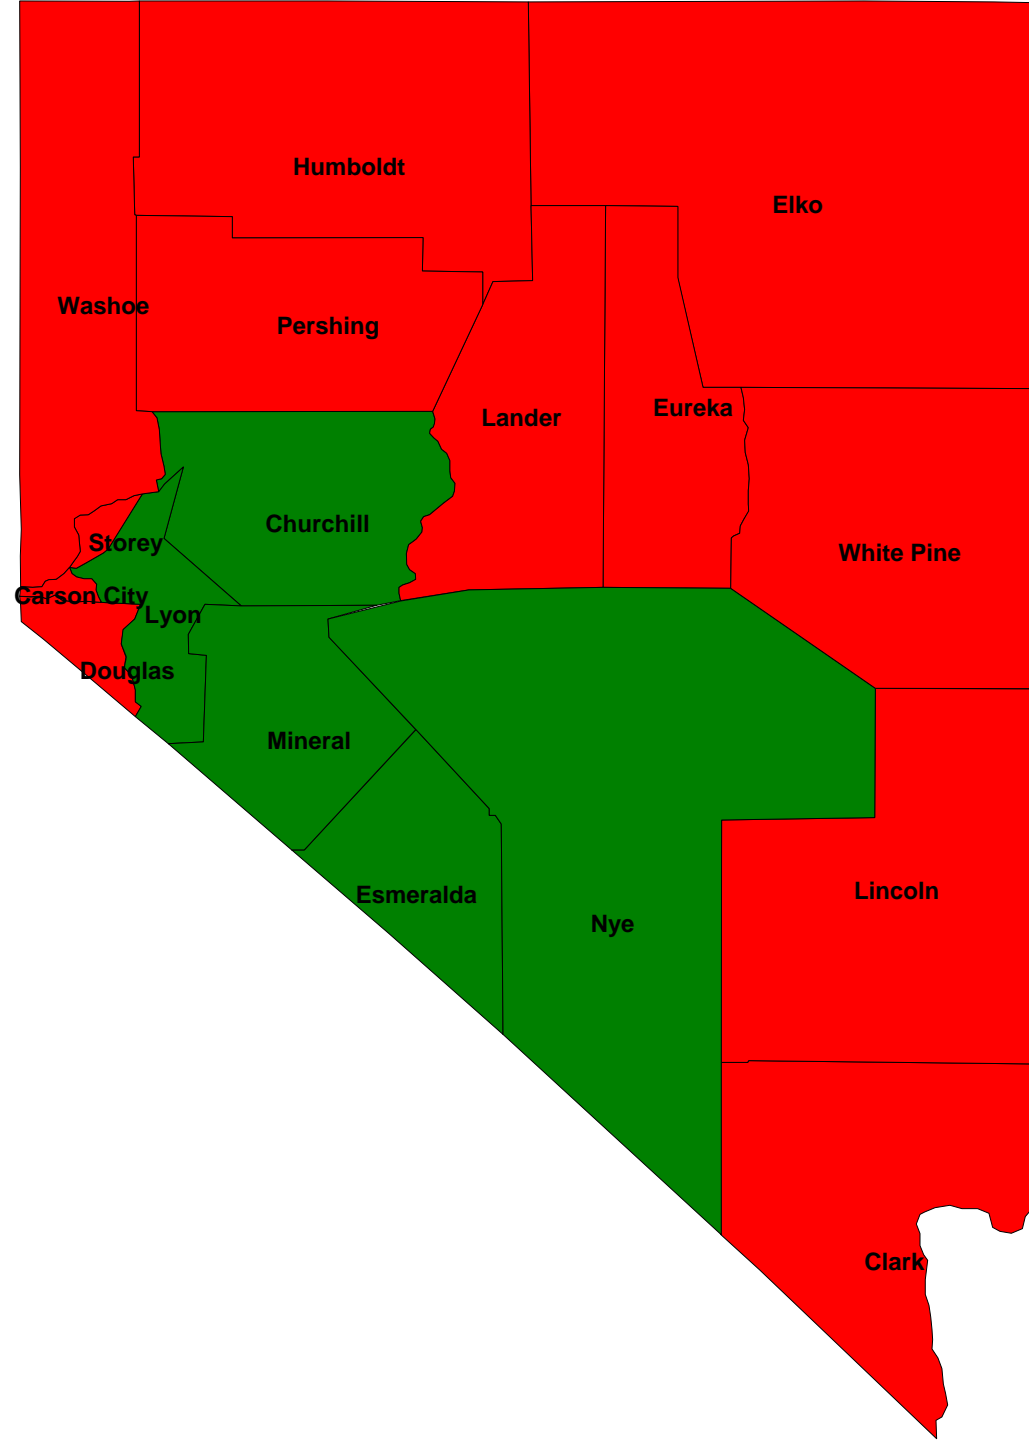 Humboldt
Elko
Washoe
Pershing
Lander
Eureka
Churchill
Storey
White Pine
Carson City
Lyon
Douglas
Mineral
Esmeralda
Lincoln
Nye
Clark